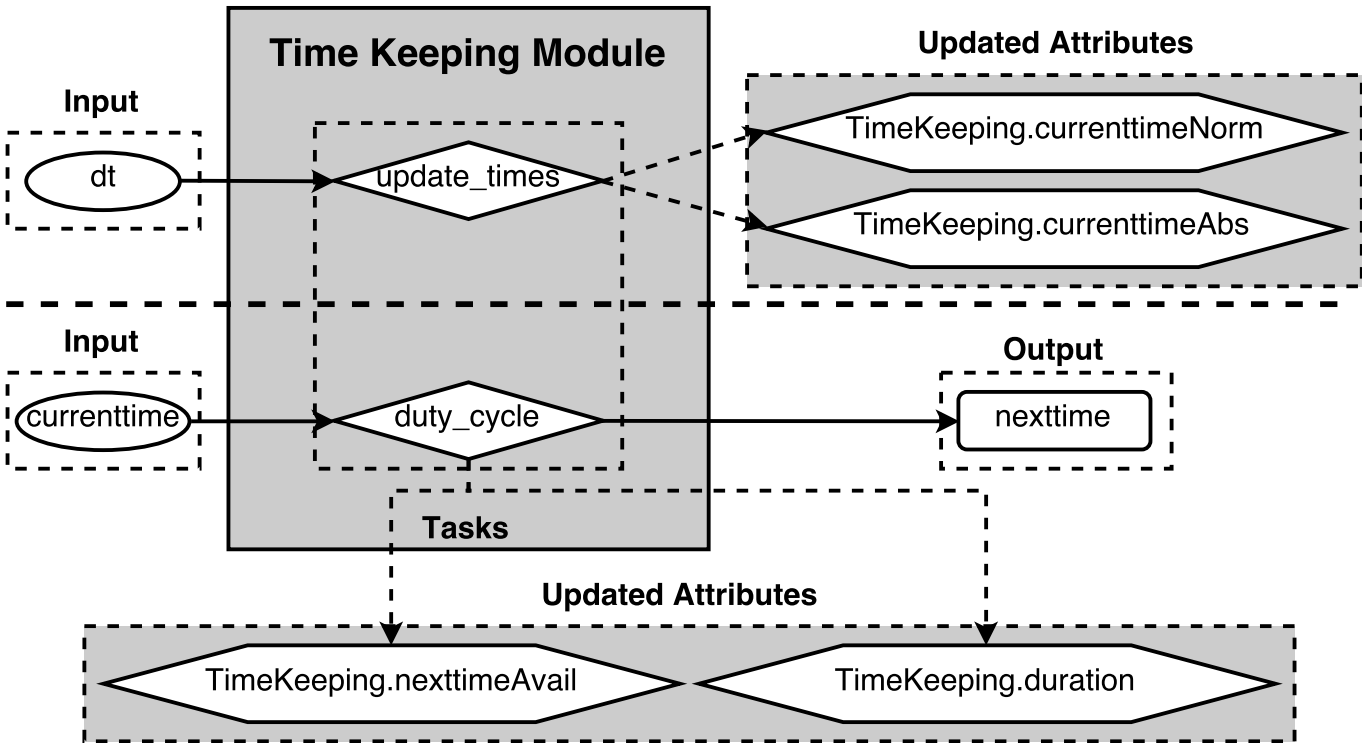 Time Keeping Module
Updated Attributes
Input
TimeKeeping.currenttimeNorm
dt
update_times
TimeKeeping.currenttimeAbs
Input
Output
currenttime
duty_cycle
nexttime
Tasks
Updated Attributes
TimeKeeping.nexttimeAvail
TimeKeeping.duration